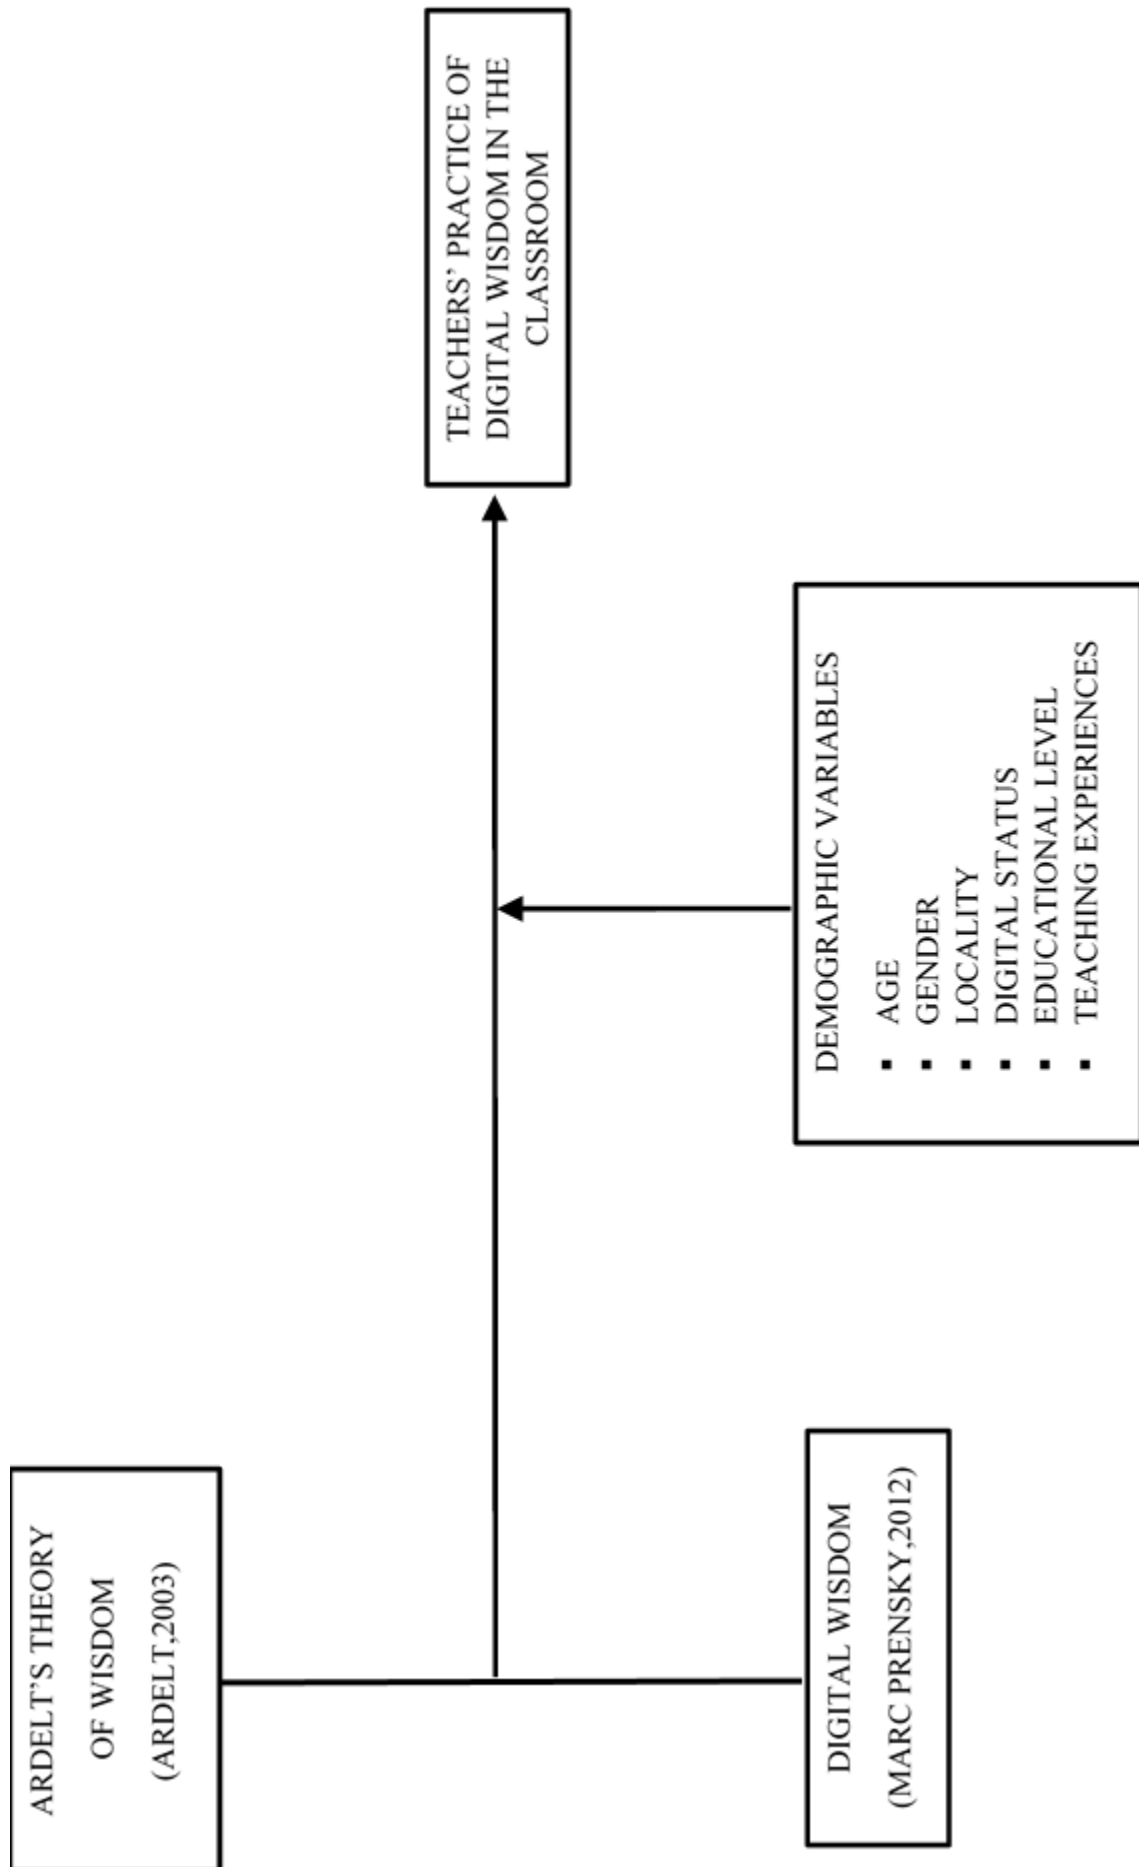 ARDELT’S THEORY
OF WISDOM
(ARDELT,2003)
DIGITAL WISDOM
(MARC PRENSKY,2012)
DEMOGRAPHIC VARIABLES
▪ AGE
▪ GENDER
▪ LOCALITY
▪ DIGITAL STATUS
▪ EDUCATIONAL LEVEL
▪ TEACHING EXPERIENCES
TEACHERS’ PRACTICE OF
DIGITAL WISDOM IN THE
CLASSROOM